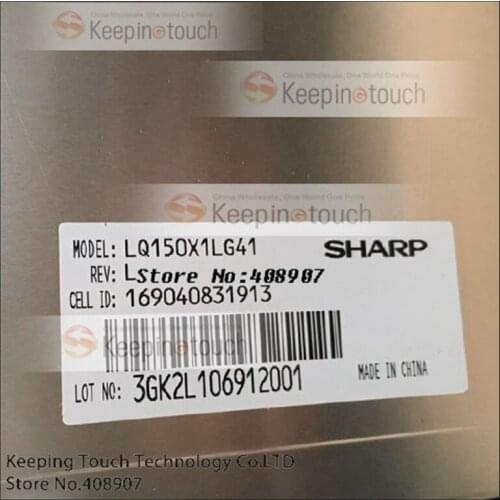 Keepingtouch
China Wholesale, One World One Price
Keepingtouch
China Wholesale, One World One Price
Keepingtouch
MODEL: LQ150X1LG41
SHARP
REV: L
Store No:408907
CELL ID: 169040831913
Keepingtouch
LOT NO: 3GK2L106912001
MADE IN CHINA
Keeping Touch Technology Co.LTD
Store No.408907